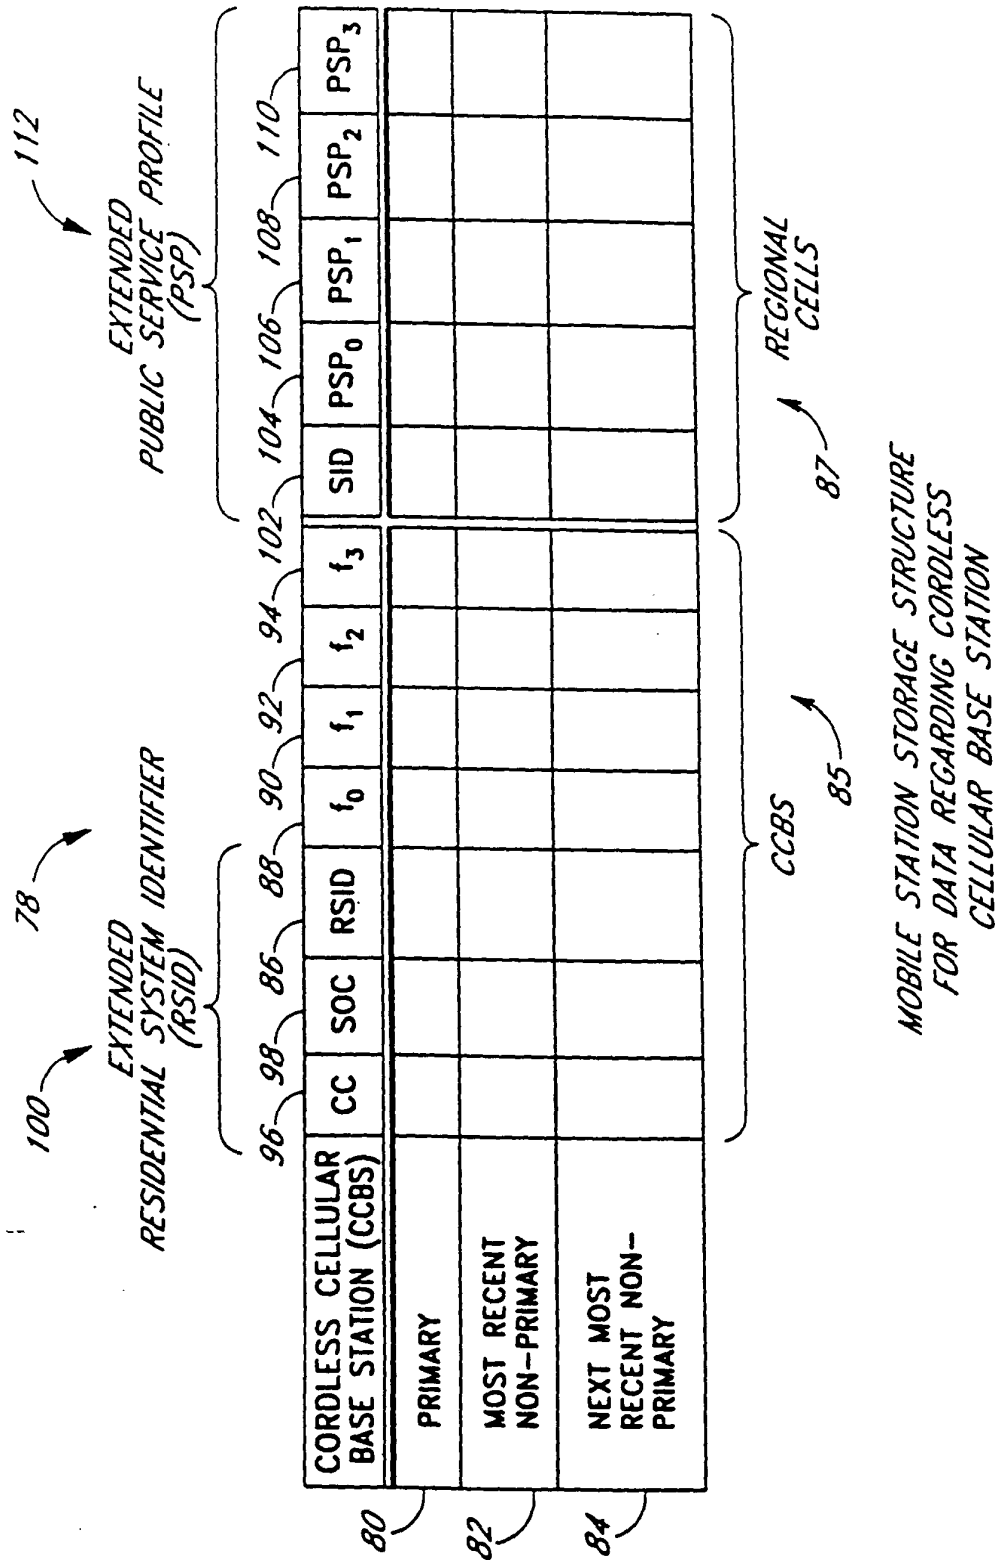 100
78
112
EXTENDED
RESIDENTIAL SYSTEM IDENTIFIER
(RSID)
EXTENDED
PUBLIC SERVICE PROFILE
(PSP)
96 98 86 88 90 92 94 102 104 106 108 110
CORDLESS CELLULAR
BASE STATION (CCBS)
CC SOC RSID f0 f1 f2 f3 SID PSP0 PSP1 PSP2 PSP3
80
PRIMARY
82
MOST RECENT
NON-PRIMARY
84
NEXT MOST
RECENT NON-
PRIMARY
CCBS
85
REGIONAL
CELLS
87
MOBILE STATION STORAGE STRUCTURE
FOR DATA REGARDING CORDLESS
CELLULAR BASE STATION